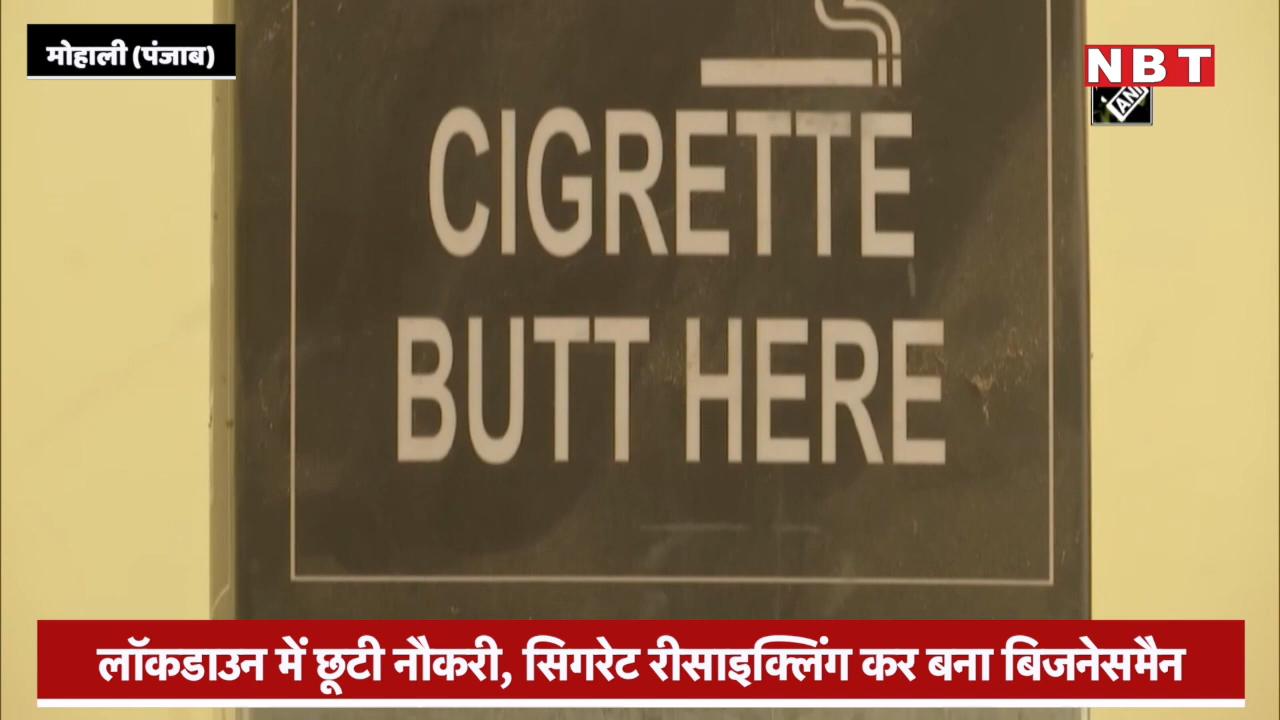 मोहाली (पंजाब)
NBT
ANI
CIGRETTE
BUTT HERE
लॉकडाउन में छूटी नौकरी, सिगरेट रीसाइक्लिंग कर बना बिजनेसमैन